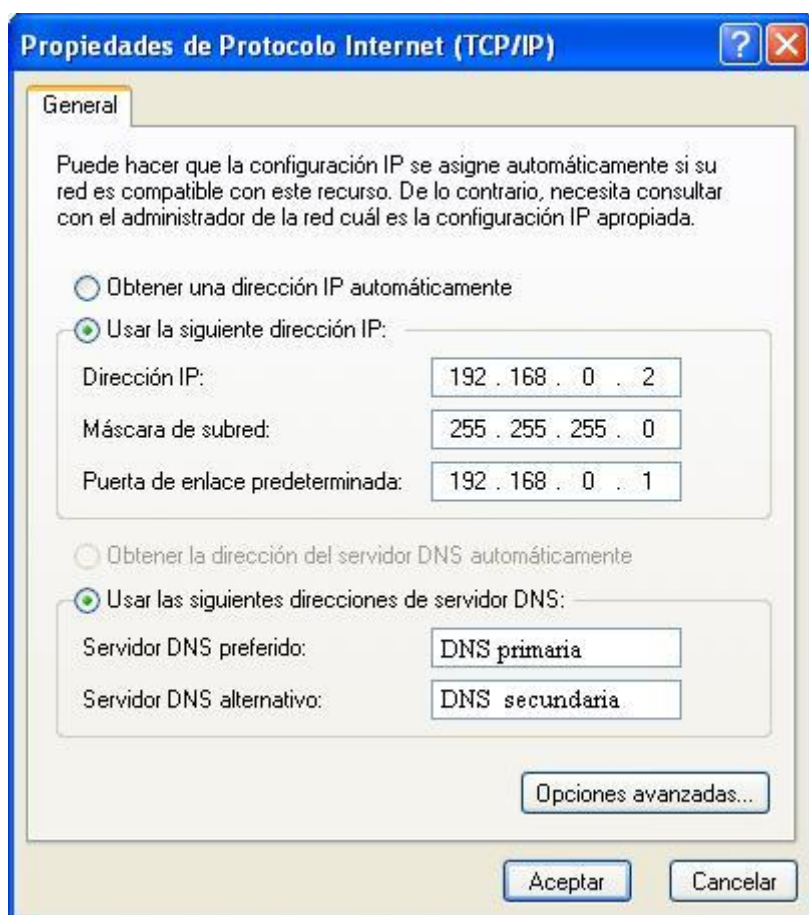 Propiedades de Protocolo Internet (TCP/IP)
General
Puede hacer que la configuración IP se asigne automáticamente si su
red es compatible con este recurso. De lo contrario, necesita consultar
con el administrador de la red cuál es la configuración IP apropiada.
Obtener una dirección IP automáticamente
Usar la siguiente dirección IP:
Dirección IP: 192 . 168 . 0 . 2
Máscara de subred: 255 . 255 . 255 . 0
Puerta de enlace predeterminada: 192 . 168 . 0 . 1
Obtener la dirección del servidor DNS automáticamente
Usar las siguientes direcciones de servidor DNS:
Servidor DNS preferido: DNS primaria
Servidor DNS alternativo: DNS secundaria
Opciones avanzadas...
Aceptar Cancelar